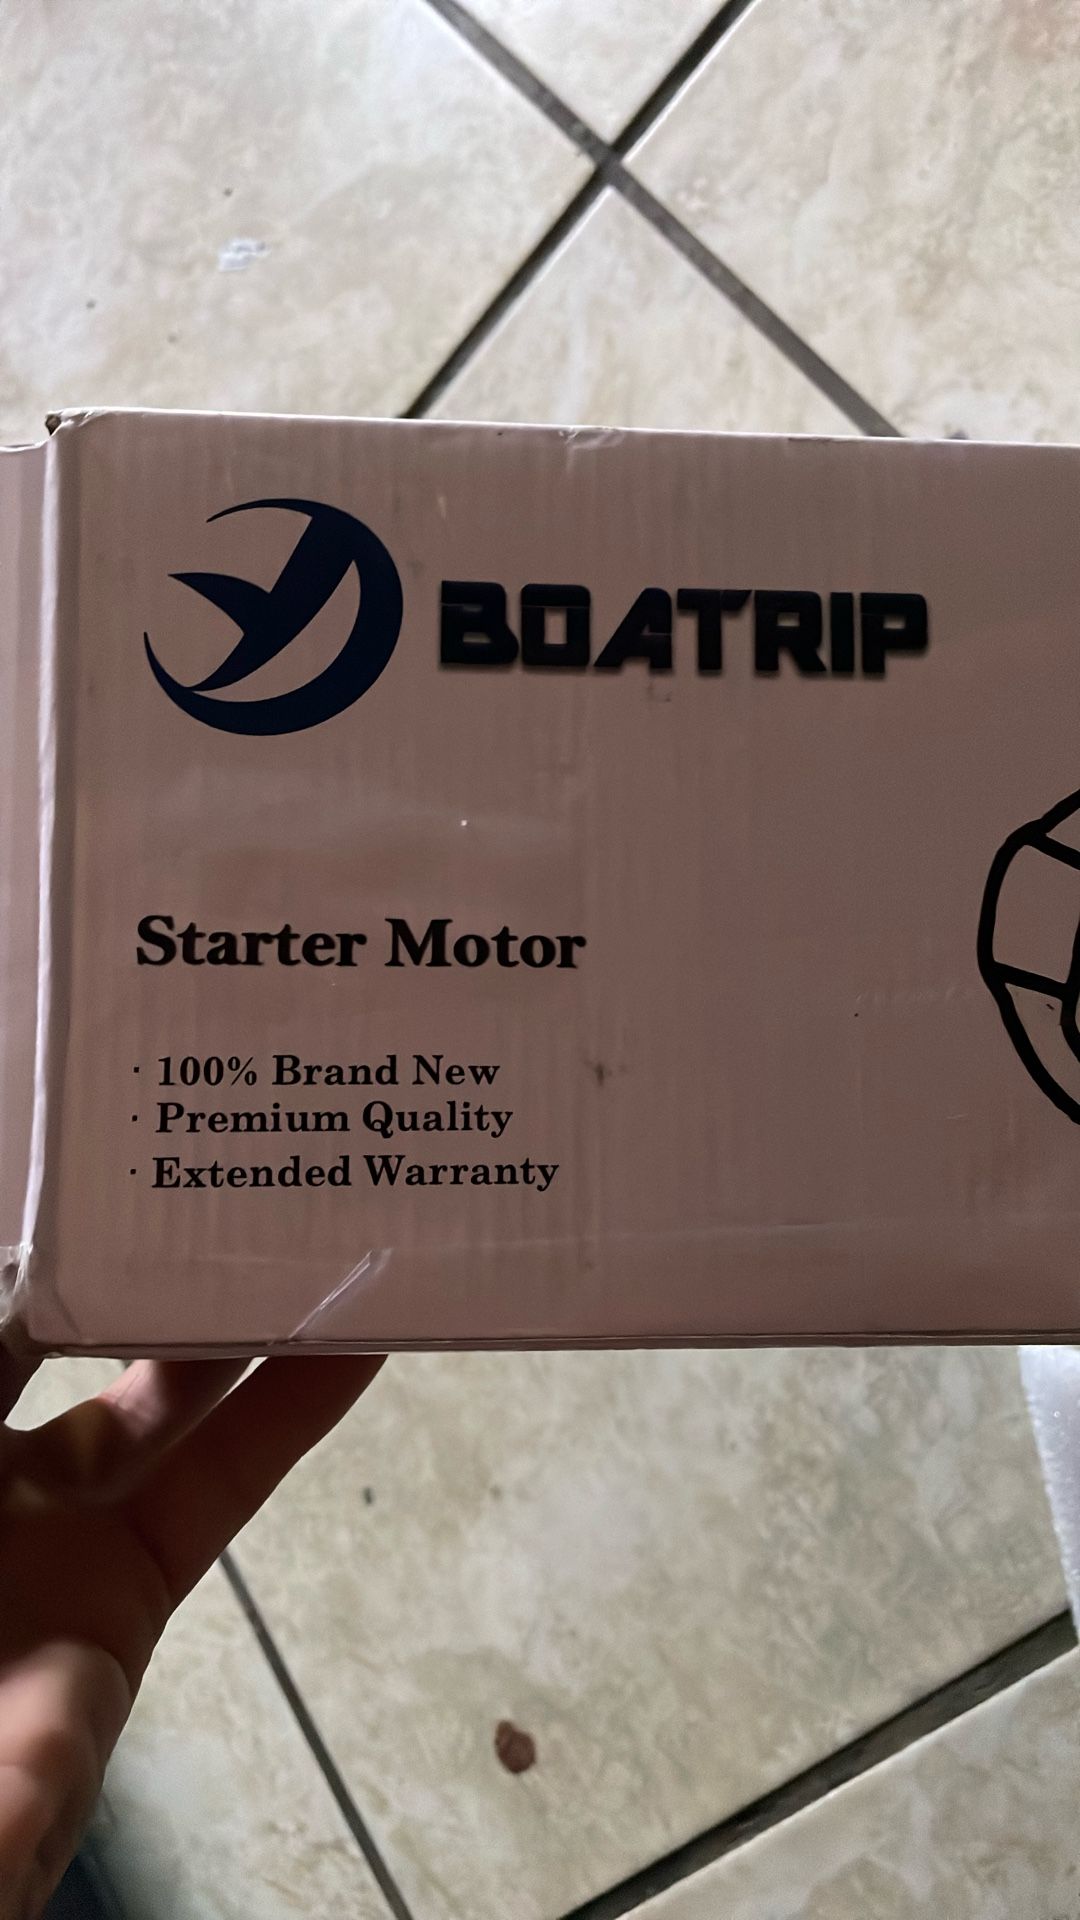 BOATRIP
Starter Motor
· 100% Brand New
· Premium Quality
· Extended Warranty